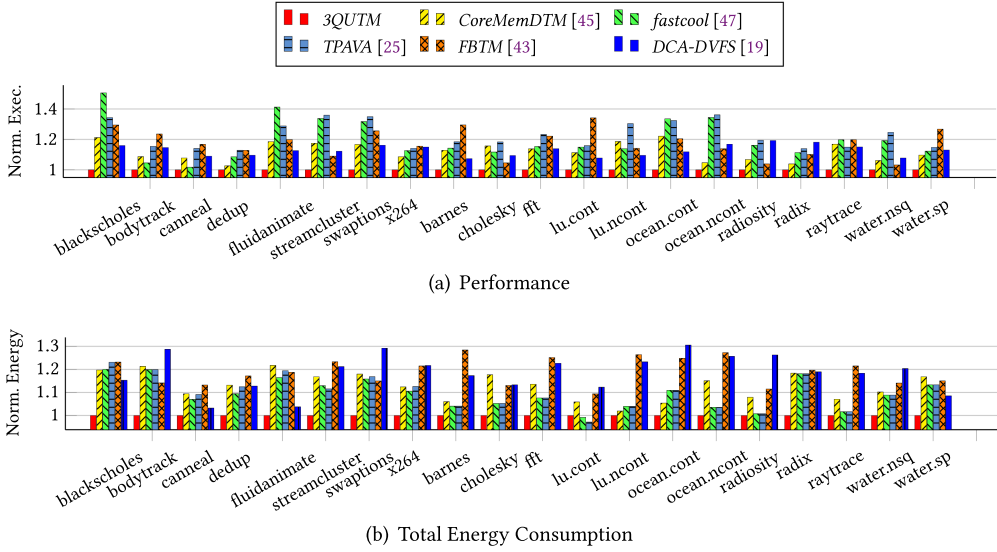 3QUTM CoreMemDTM [45] fastcool [47]
TPAVA [25] FBTM [43] DCA-DVFS [19]
Norm. Exec.
1.4
1.2
1
blackscholes bodytrack canneal dedup fluidanimate streamcluster swaptions x264 barnes cholesky fft lu.cont lu.ncont ocean.cont ocean.ncont radiosity radix raytrace water.nsq water.sp
(a) Performance
Norm. Energy
1.3
1.2
1.1
1
blackscholes bodytrack canneal dedup fluidanimate streamcluster swaptions x264 barnes cholesky fft lu.cont lu.ncont ocean.cont ocean.ncont radiosity radix raytrace water.nsq water.sp
(b) Total Energy Consumption